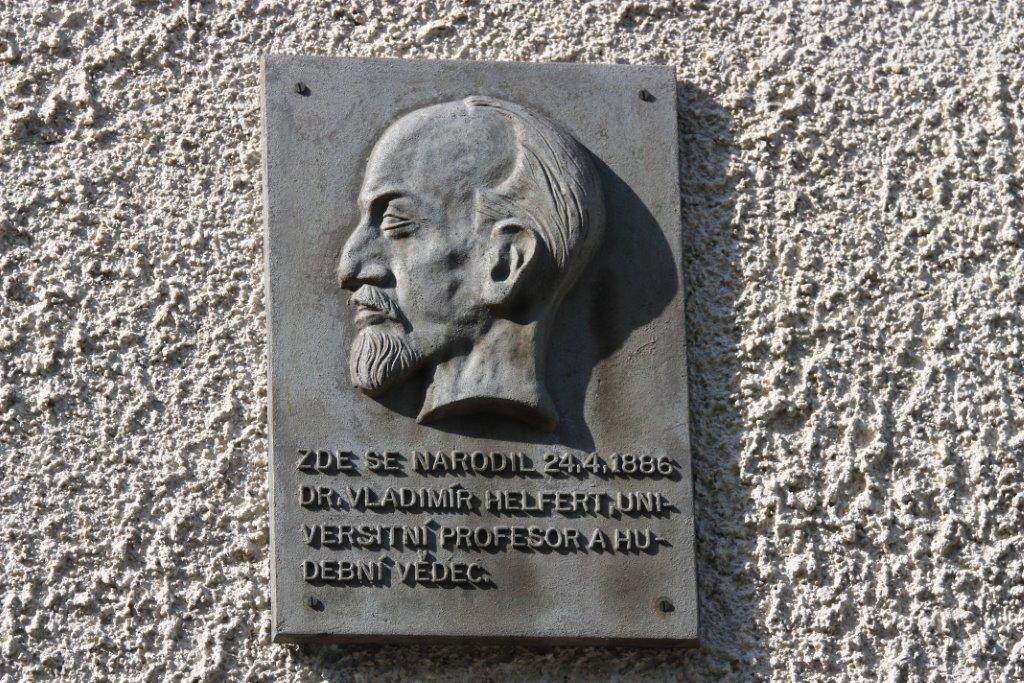 ZDE SE NARODIL 24.4.1886
DR. VLADIMÍR HELFERT, UNI-
VERSITNÍ PROFESOR A HU-
DEBNÍ VĚDEC.